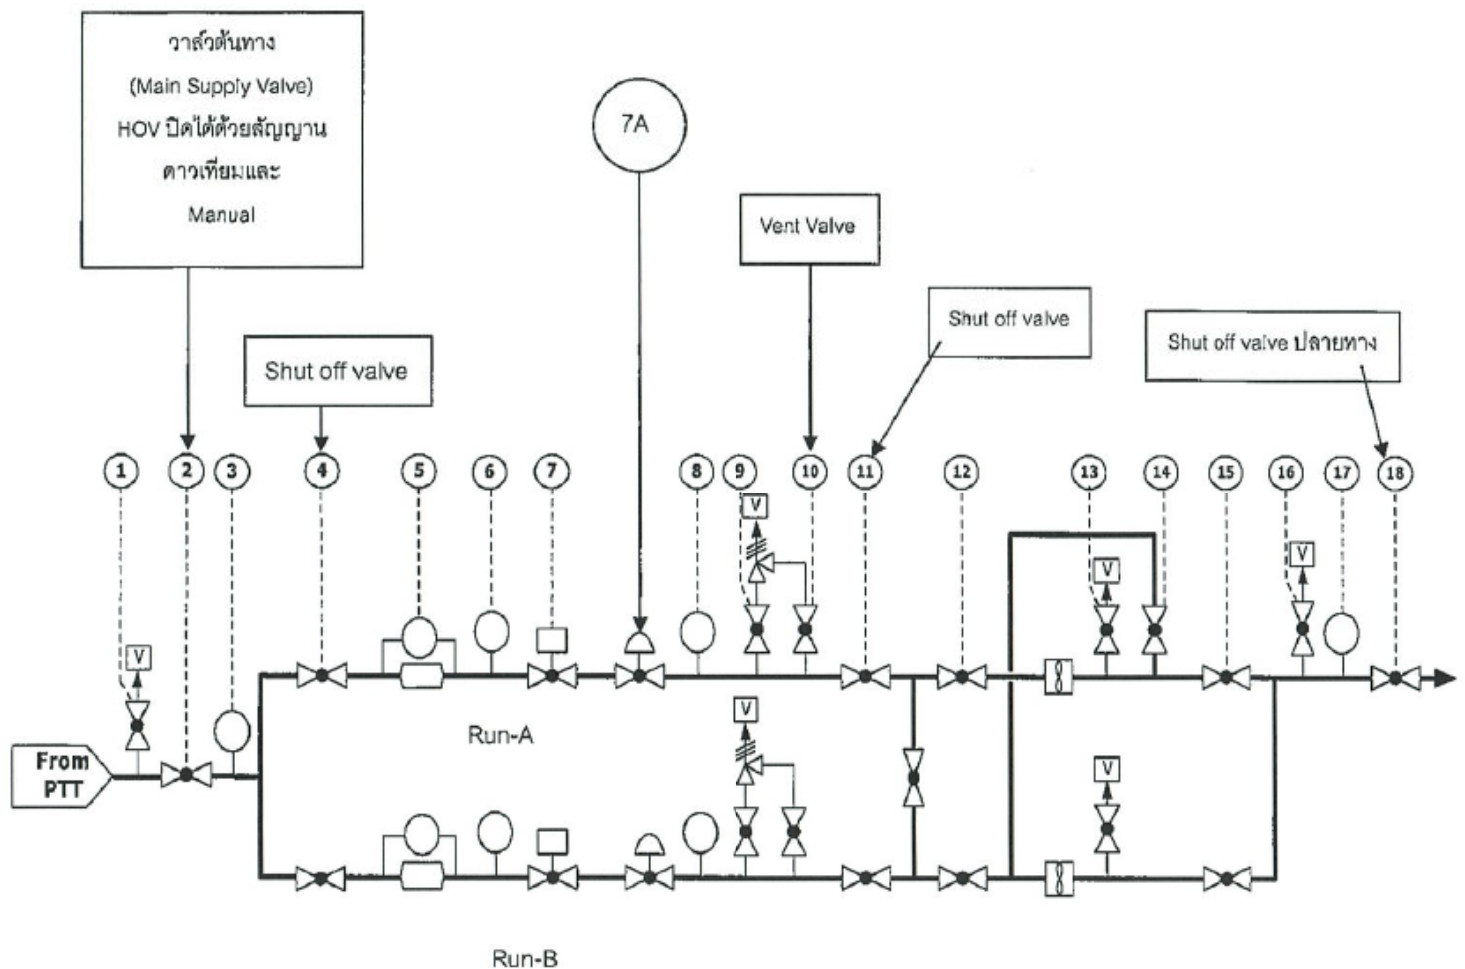 วาล์วต้นทาง
(Main Supply Valve)
HOV ปิดได้ด้วยสัญญาน
ดาวเทียมและ
Manual
7A
Vent Valve
Shut off valve
Shut off valve ปลายทาง
Shut off valve
1
2
3
4
5
6
7
8
9
10
11
12
13
14
15
16
17
18
V
V
V
V
V
V
Run-A
From
PTT
Run-B